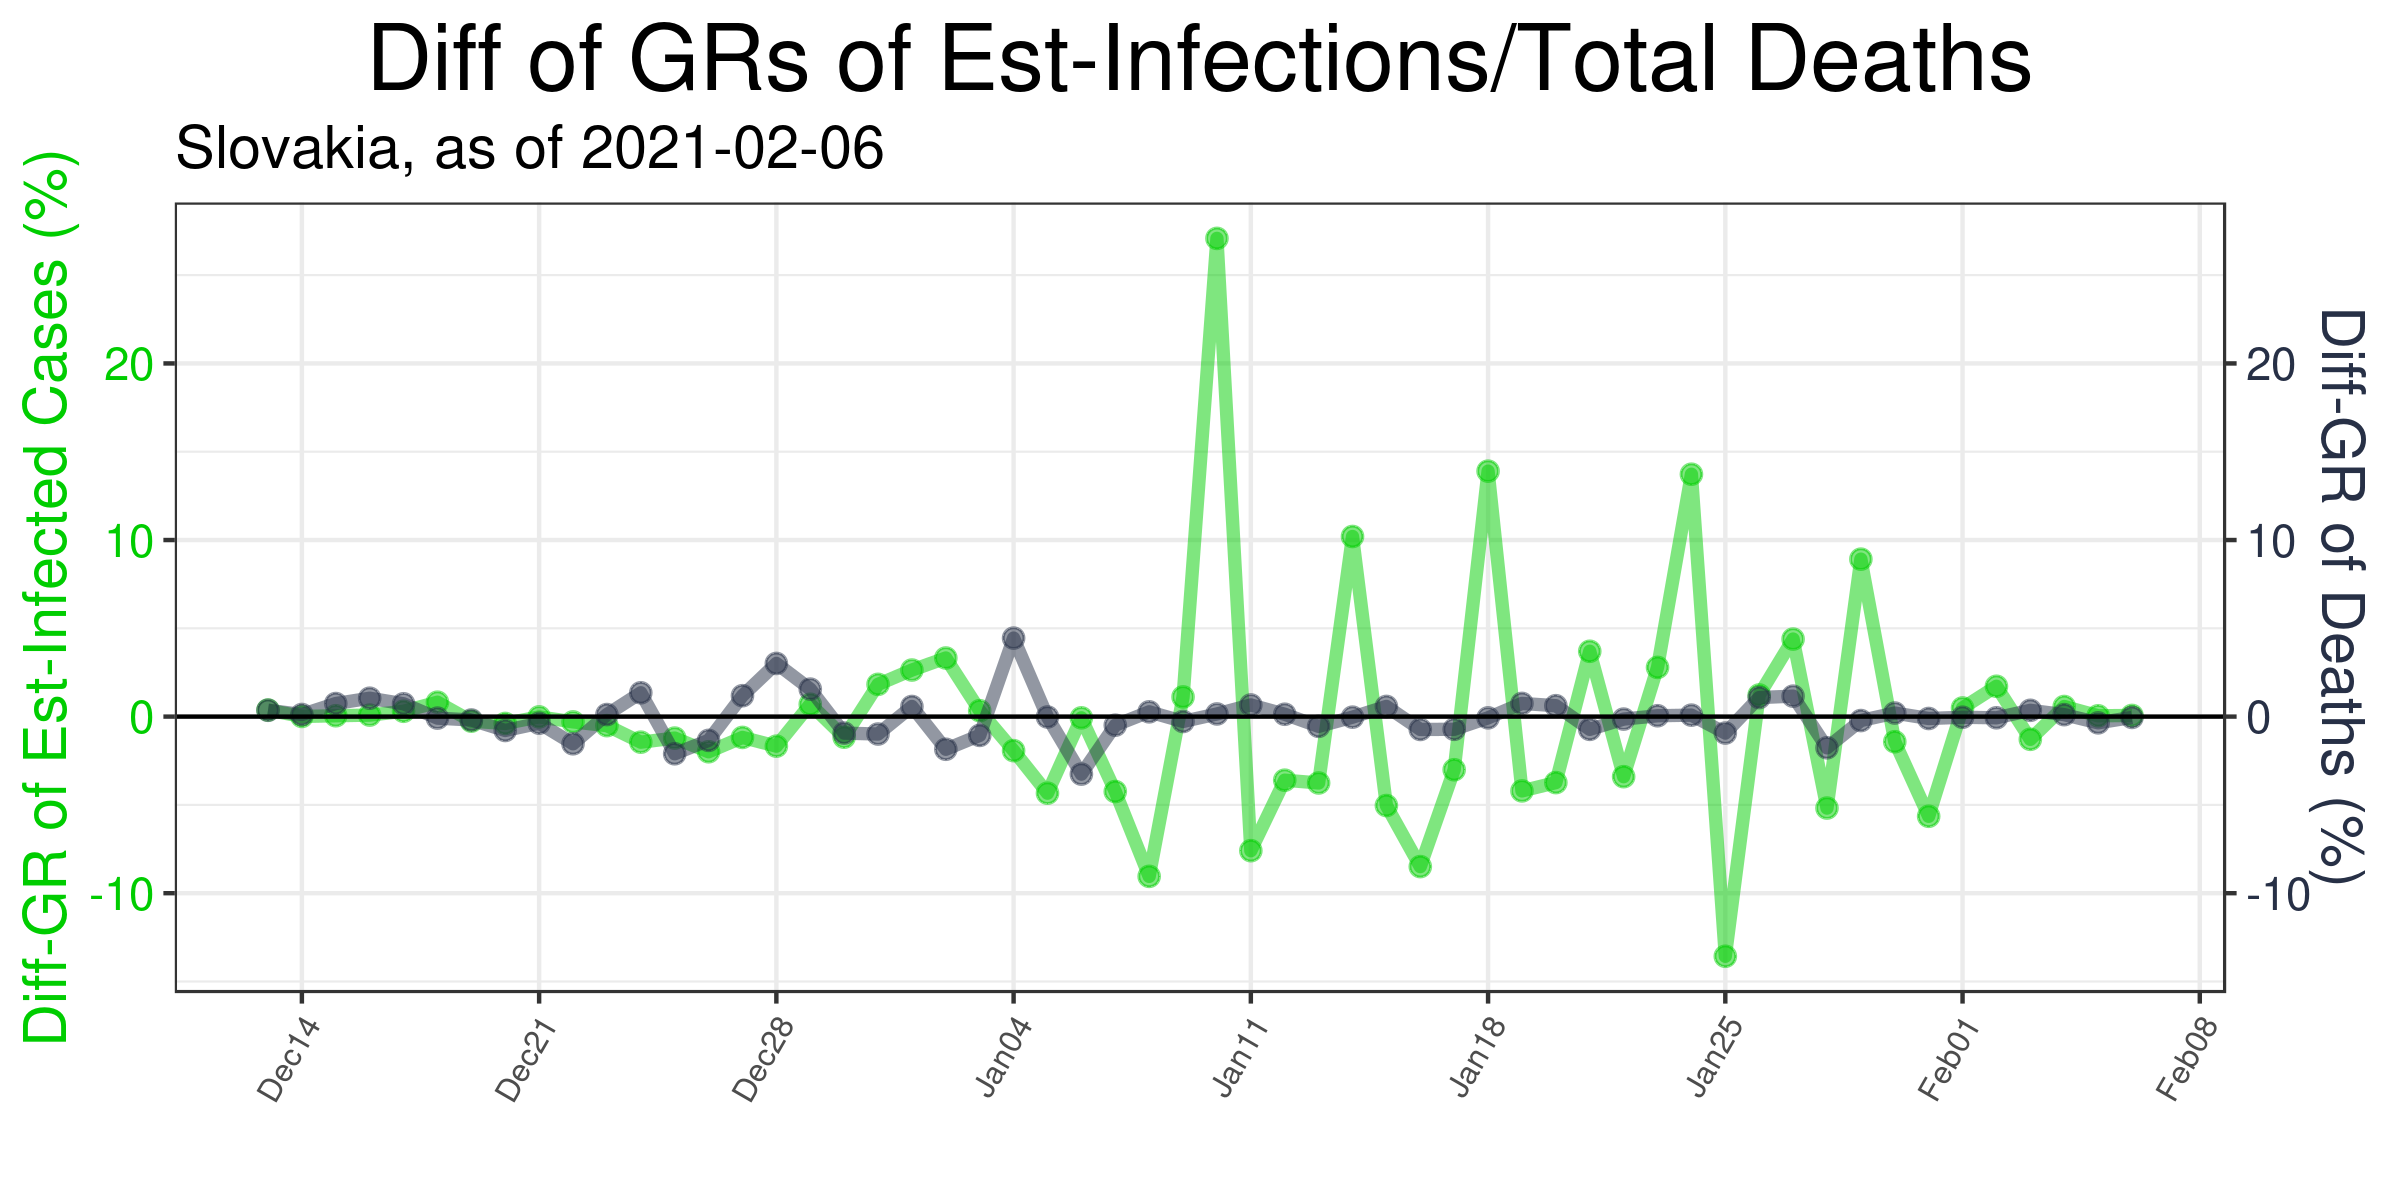 Diff of GRs of Est-Infections/Total Deaths
Slovakia, as of 2021-02-06
Diff-GR of Est-Infected Cases (%)
20
10
0
-10
20
10
0
-10
Diff-GR of Deaths (%)
Dec14
Dec21
Dec28
Jan04
Jan11
Jan18
Jan25
Feb01
Feb08